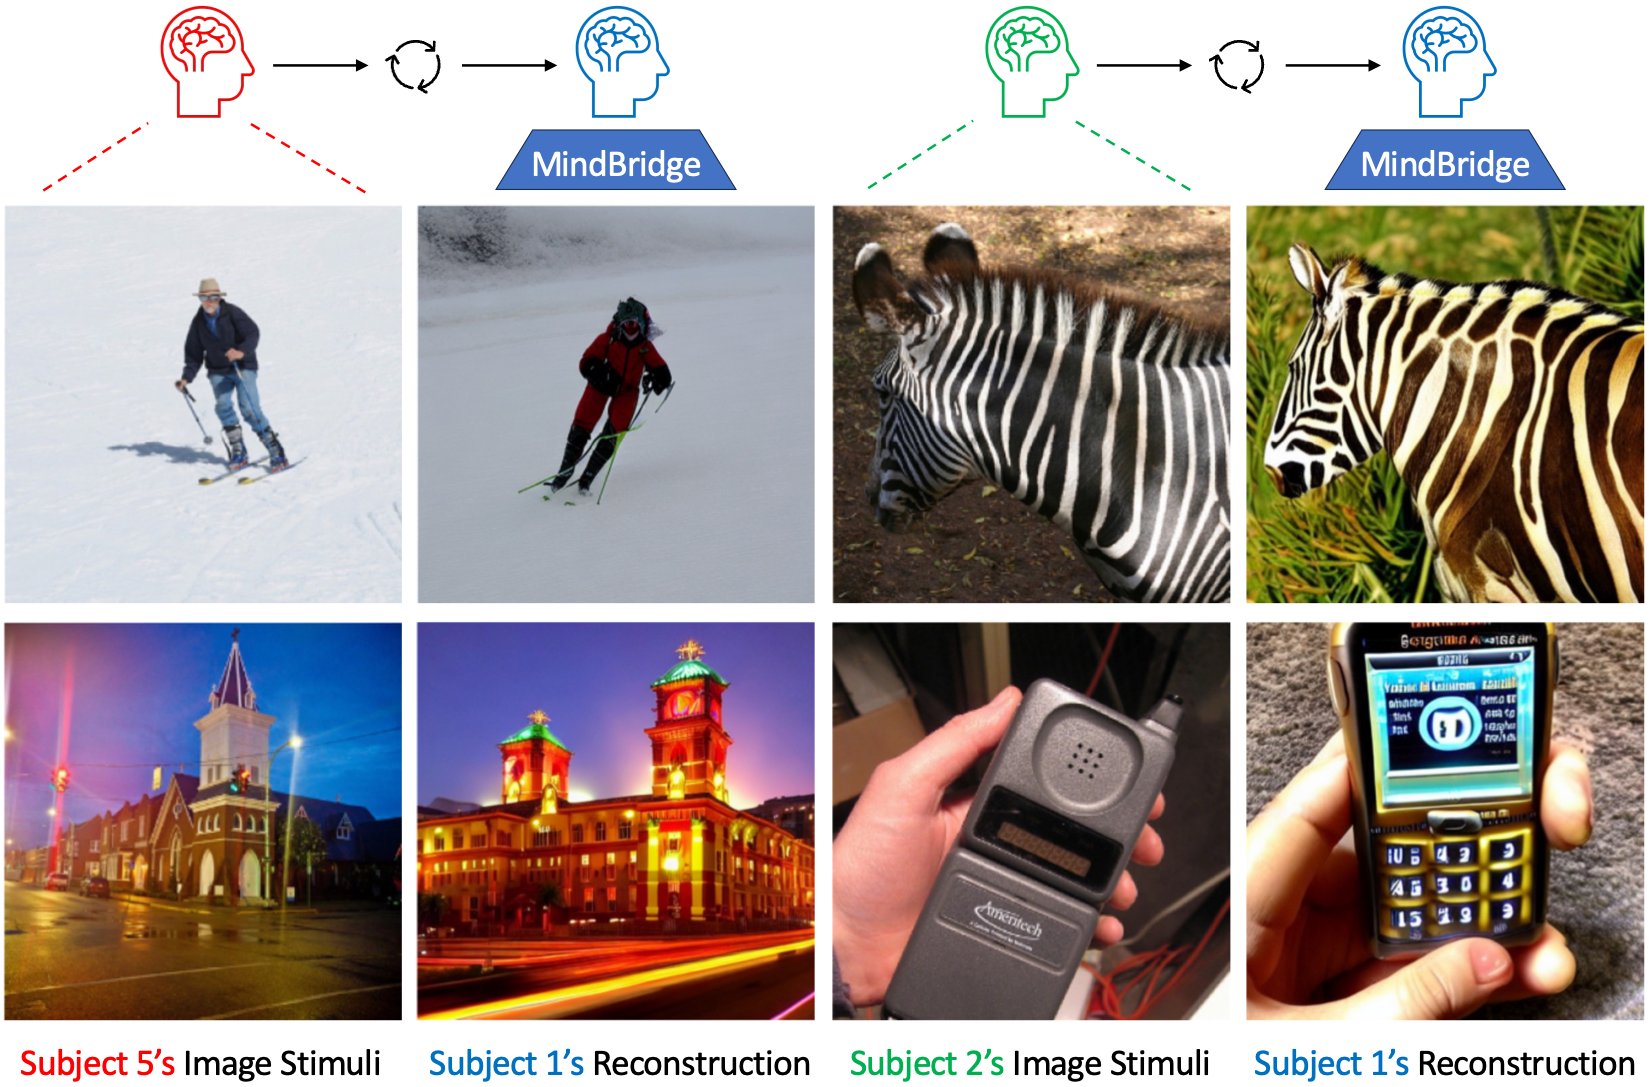 MindBridge
MindBridge
Ameritech
Subject 5's Image Stimuli
Subject 1's Reconstruction
Subject 2's Image Stimuli
Subject 1's Reconstruction